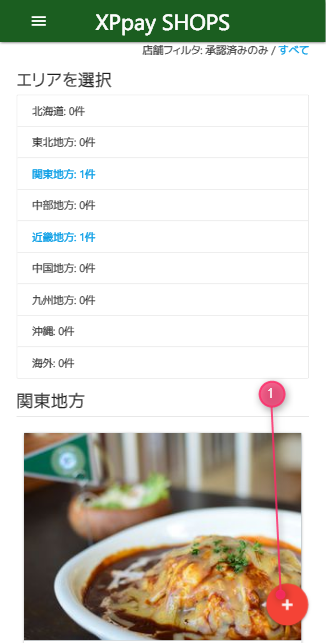 XPpay SHOPS
店舗フィルタ: 承認済みのみ / すべて
エリアを選択
北海道: 0件
東北地方: 0件
関東地方: 1件
中部地方: 0件
近畿地方: 1件
中国地方: 0件
九州地方: 0件
沖縄: 0件
海外: 0件
1
関東地方
+